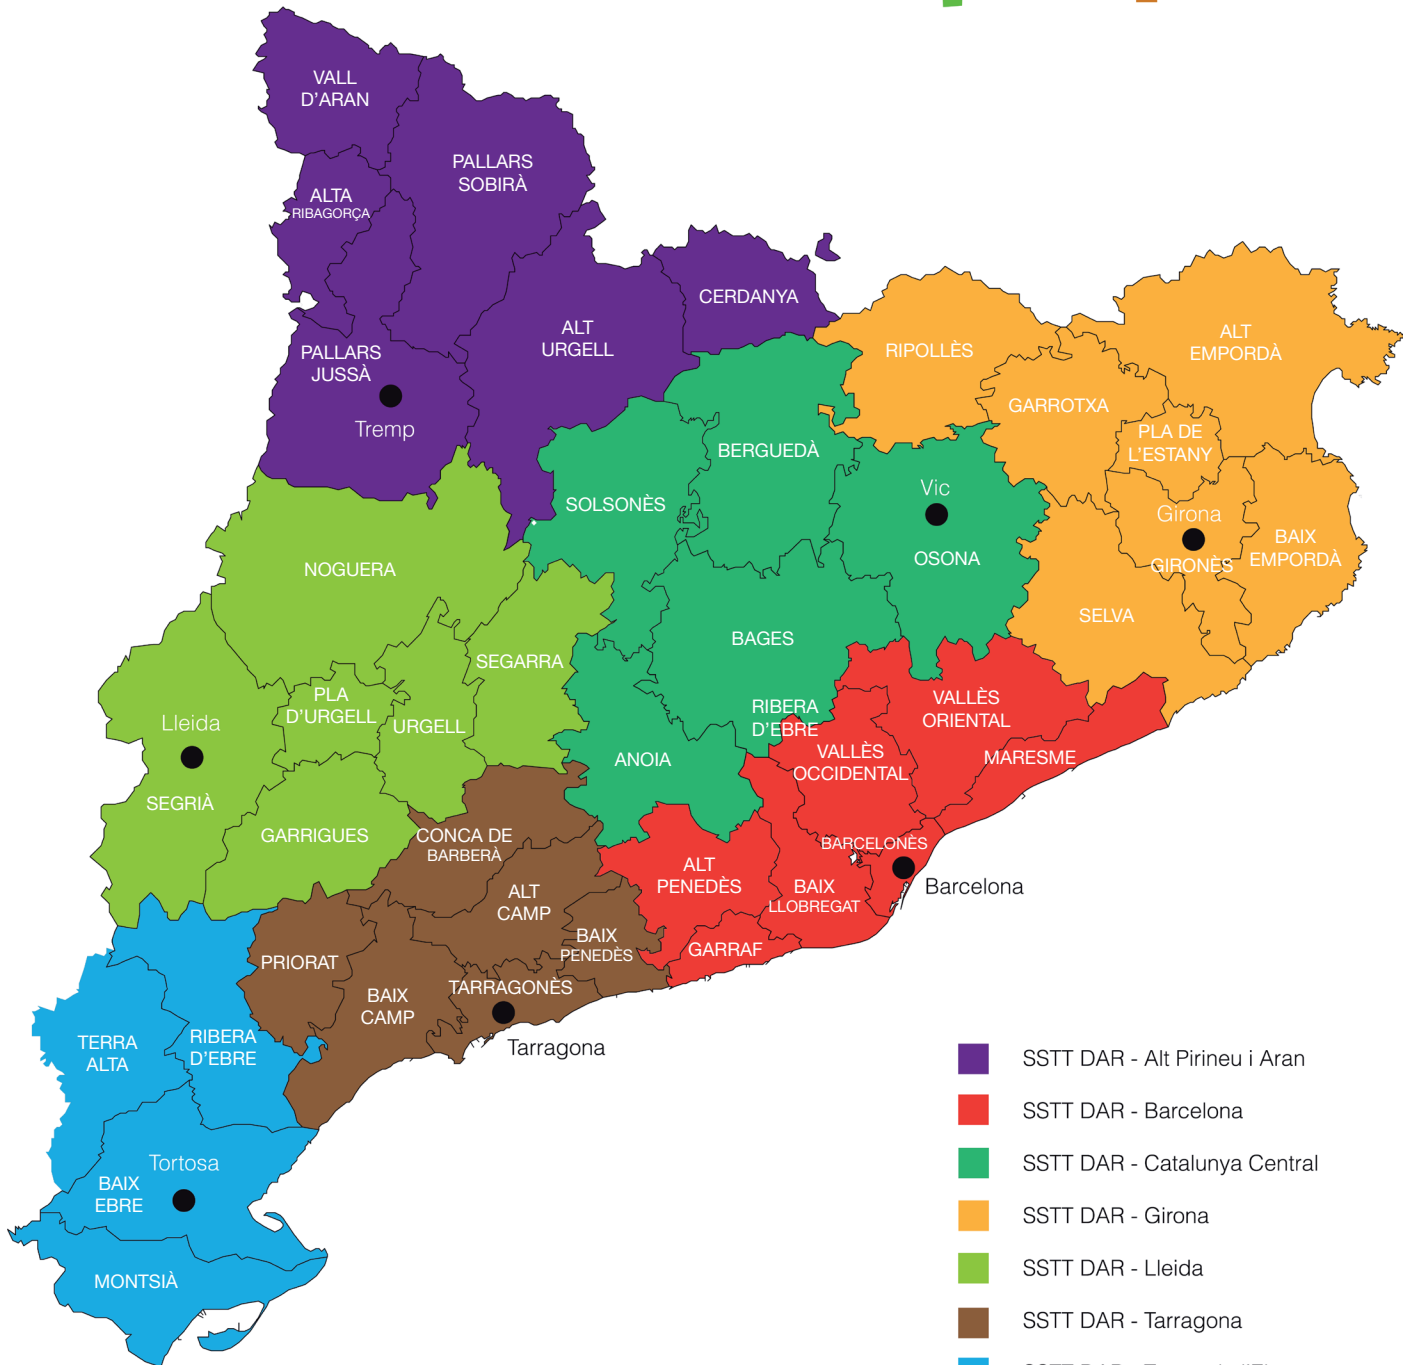 VALL
D'ARAN
PALLARS
SOBIRÀ
ALTA
RIBAGORÇA
CERDANYA
ALT
URGELL
PALLARS
JUSSÀ
Tremp
RIPOLLÈS
ALT
EMPORDÀ
GARROTXA
PLA DE
L'ESTANY
BERGUEDÀ
SOLSONÈS
Vic
OSONA
Girona
GIRONÈS
BAIX
EMPORDÀ
NOGUERA
SELVA
BAGES
SEGARRA
PLA
D'URGELL
URGELL
Lleida
SEGRIÀ
RIBERA
D'EBRE
VALLÈS
ORIENTAL
ANOIA
VALLÈS
OCCIDENTAL
MARESME
GARRIGUES
CONCA DE
BARBERÀ
BARCELONÈS
Barcelona
ALT
PENEDÈS
BAIX
LLOBREGAT
ALT
CAMP
BAIX
PENEDÈS
GARRAF
PRIORAT
BAIX
CAMP
TARRAGONÈS
Tarragona
TERRA
ALTA
RIBERA
D'EBRE
Tortosa
BAIX
EBRE
MONTSIÀ
SSTT DAR - Alt Pirineu i Aran
SSTT DAR - Barcelona
SSTT DAR - Catalunya Central
SSTT DAR - Girona
SSTT DAR - Lleida
SSTT DAR - Tarragona